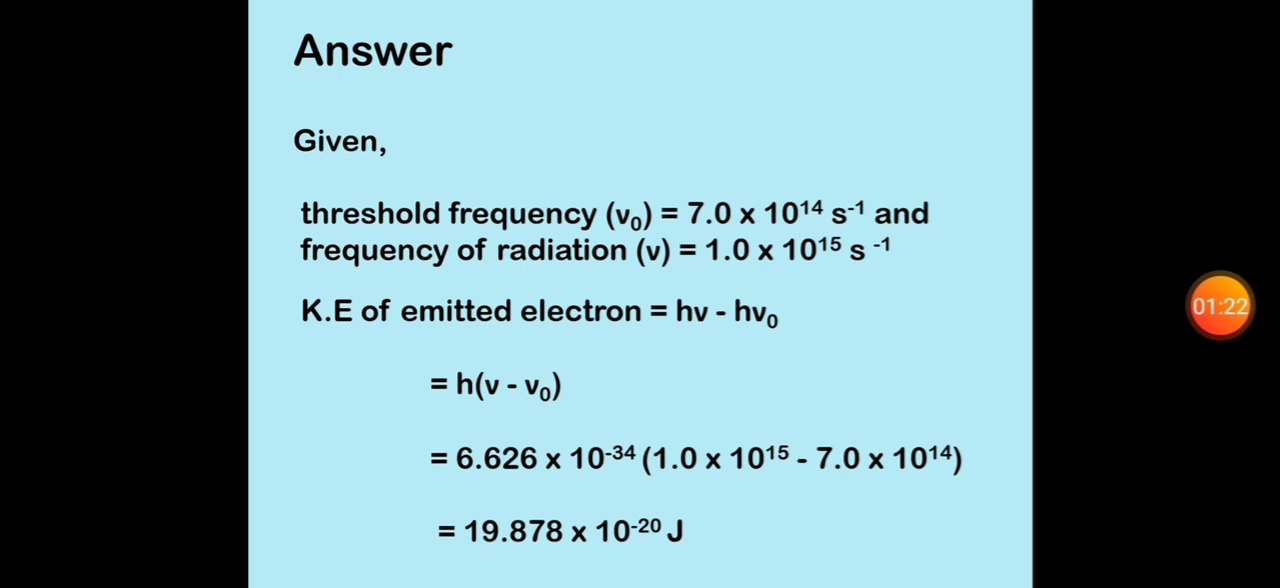 Answer
Given,
threshold frequency (ν₀) = 7.0 x 10¹⁴ s⁻¹ and
frequency of radiation (ν) = 1.0 x 10¹⁵ s ⁻¹
K.E of emitted electron = hν - hν₀
= h(ν - ν₀)
= 6.626 x 10⁻³⁴ (1.0 x 10¹⁵ - 7.0 x 10¹⁴)
= 19.878 x 10⁻²⁰ J
01:22